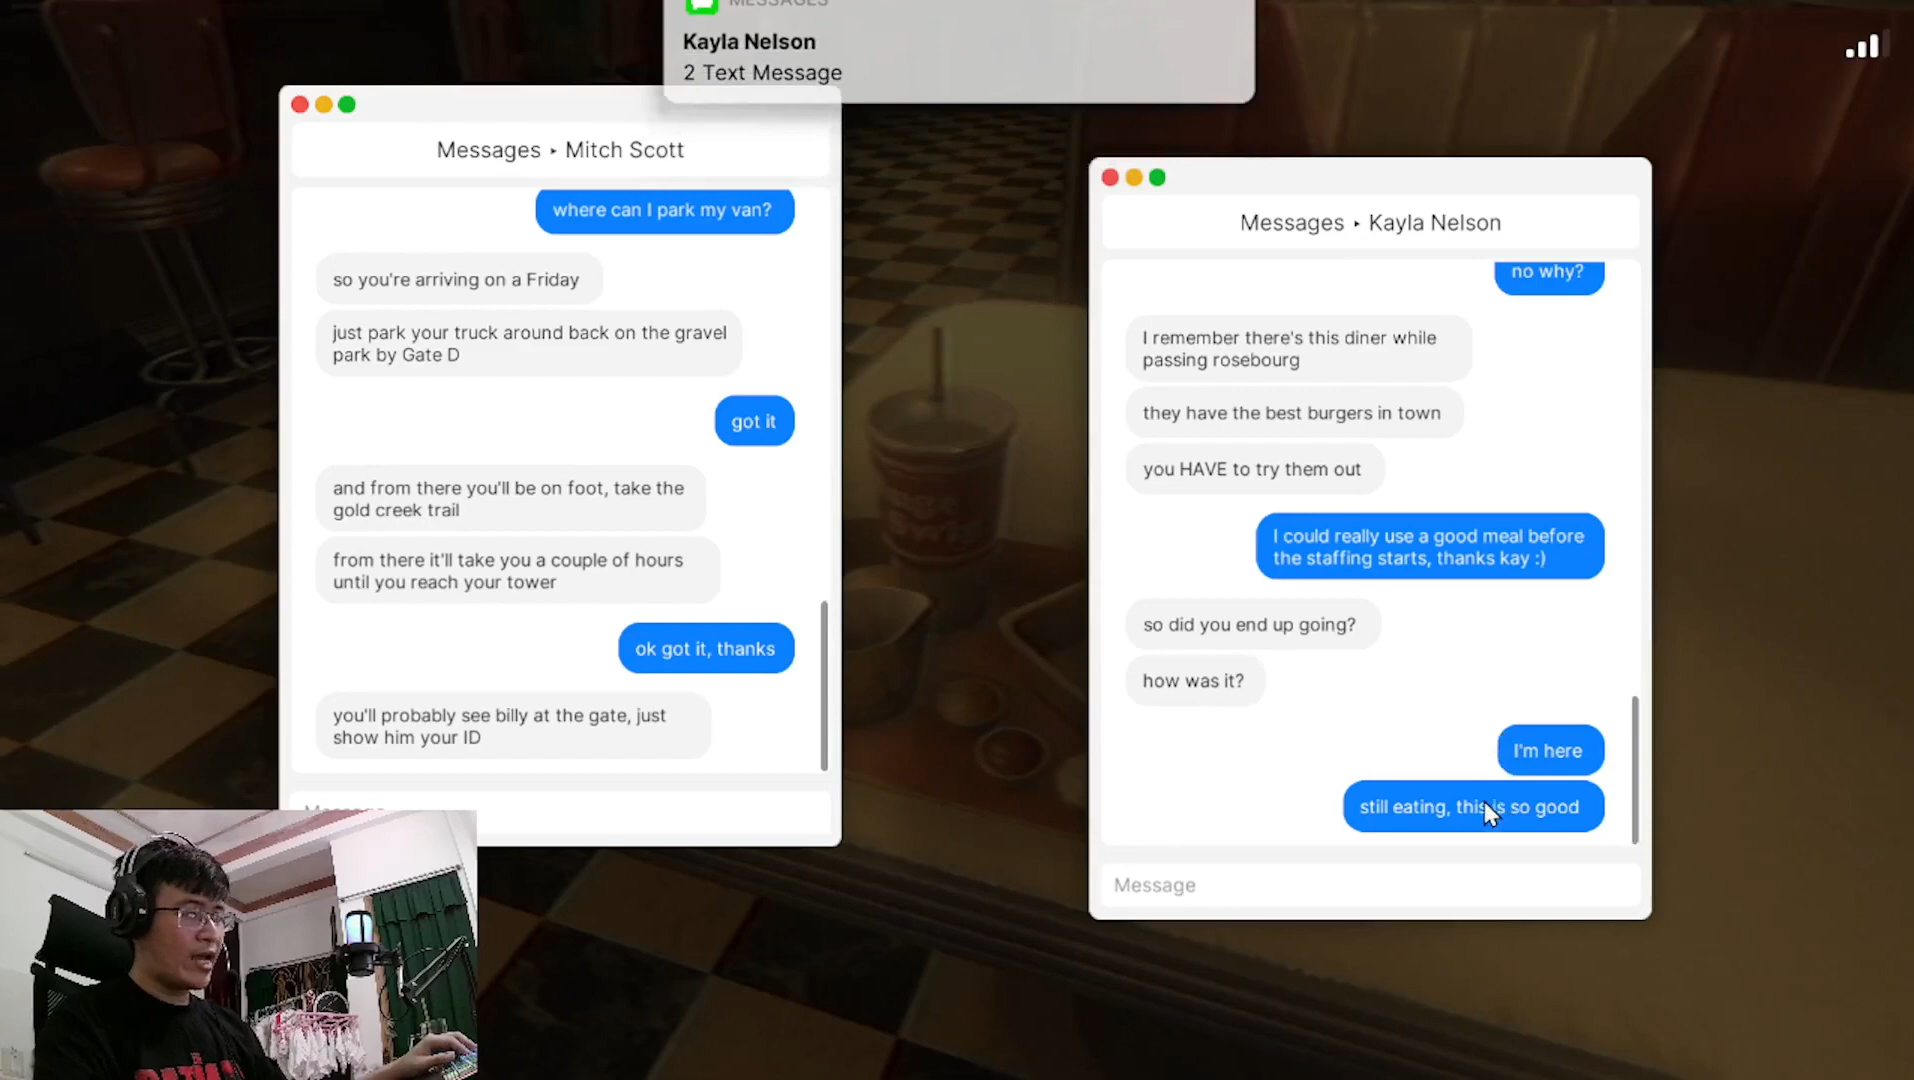 MESSAGES
Kayla Nelson
2 Text Message
Messages ▸ Mitch Scott
where can I park my van?
so you're arriving on a Friday
just park your truck around back on the gravel
park by Gate D
got it
and from there you'll be on foot, take the
gold creek trail
from there it'll take you a couple of hours
until you reach your tower
ok got it, thanks
you'll probably see billy at the gate, just
show him your ID
Message
Messages ▸ Kayla Nelson
no why?
I remember there's this diner while
passing rosebourg
they have the best burgers in town
you HAVE to try them out
I could really use a good meal before
the staffing starts, thanks kay :)
so did you end up going?
how was it?
I'm here
still eating, this is so good
Message